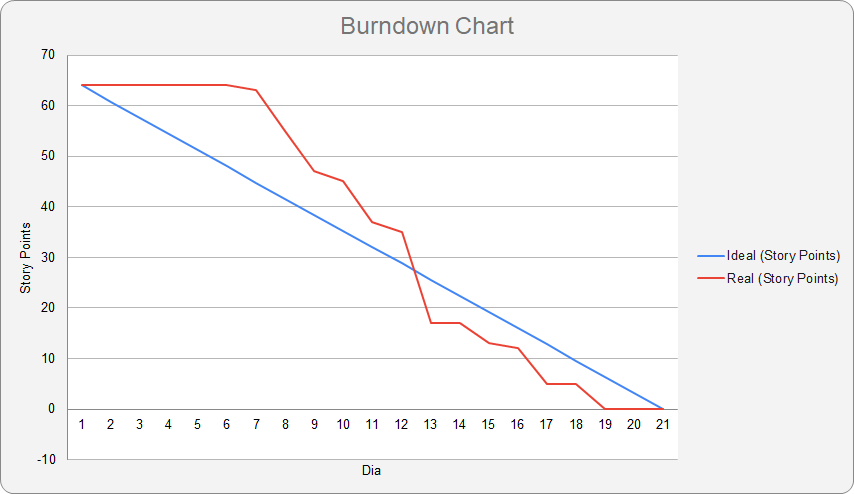 Burndown Chart
70
60
50
40
30
20
10
0
-10
Story Points
1 2 3 4 5 6 7 8 9 10 11 12 13 14 15 16 17 18 19 20 21
Dia
Ideal (Story Points)
Real (Story Points)